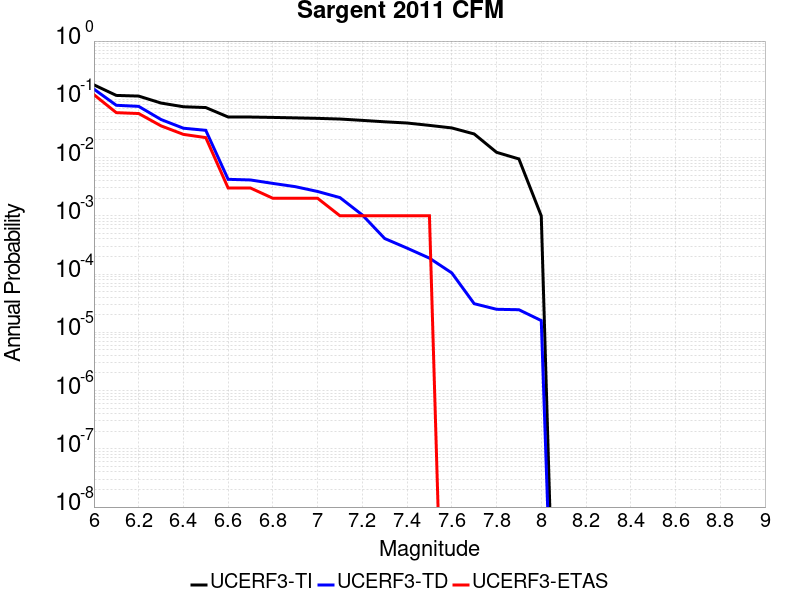 Sargent 2011 CFM
10^0
10^-1
10^-2
10^-3
10^-4
10^-5
10^-6
10^-7
10^-8
Annual Probability
6 6.2 6.4 6.6 6.8 7 7.2 7.4 7.6 7.8 8 8.2 8.4 8.6 8.8 9
Magnitude
UCERF3-TI UCERF3-TD UCERF3-ETAS